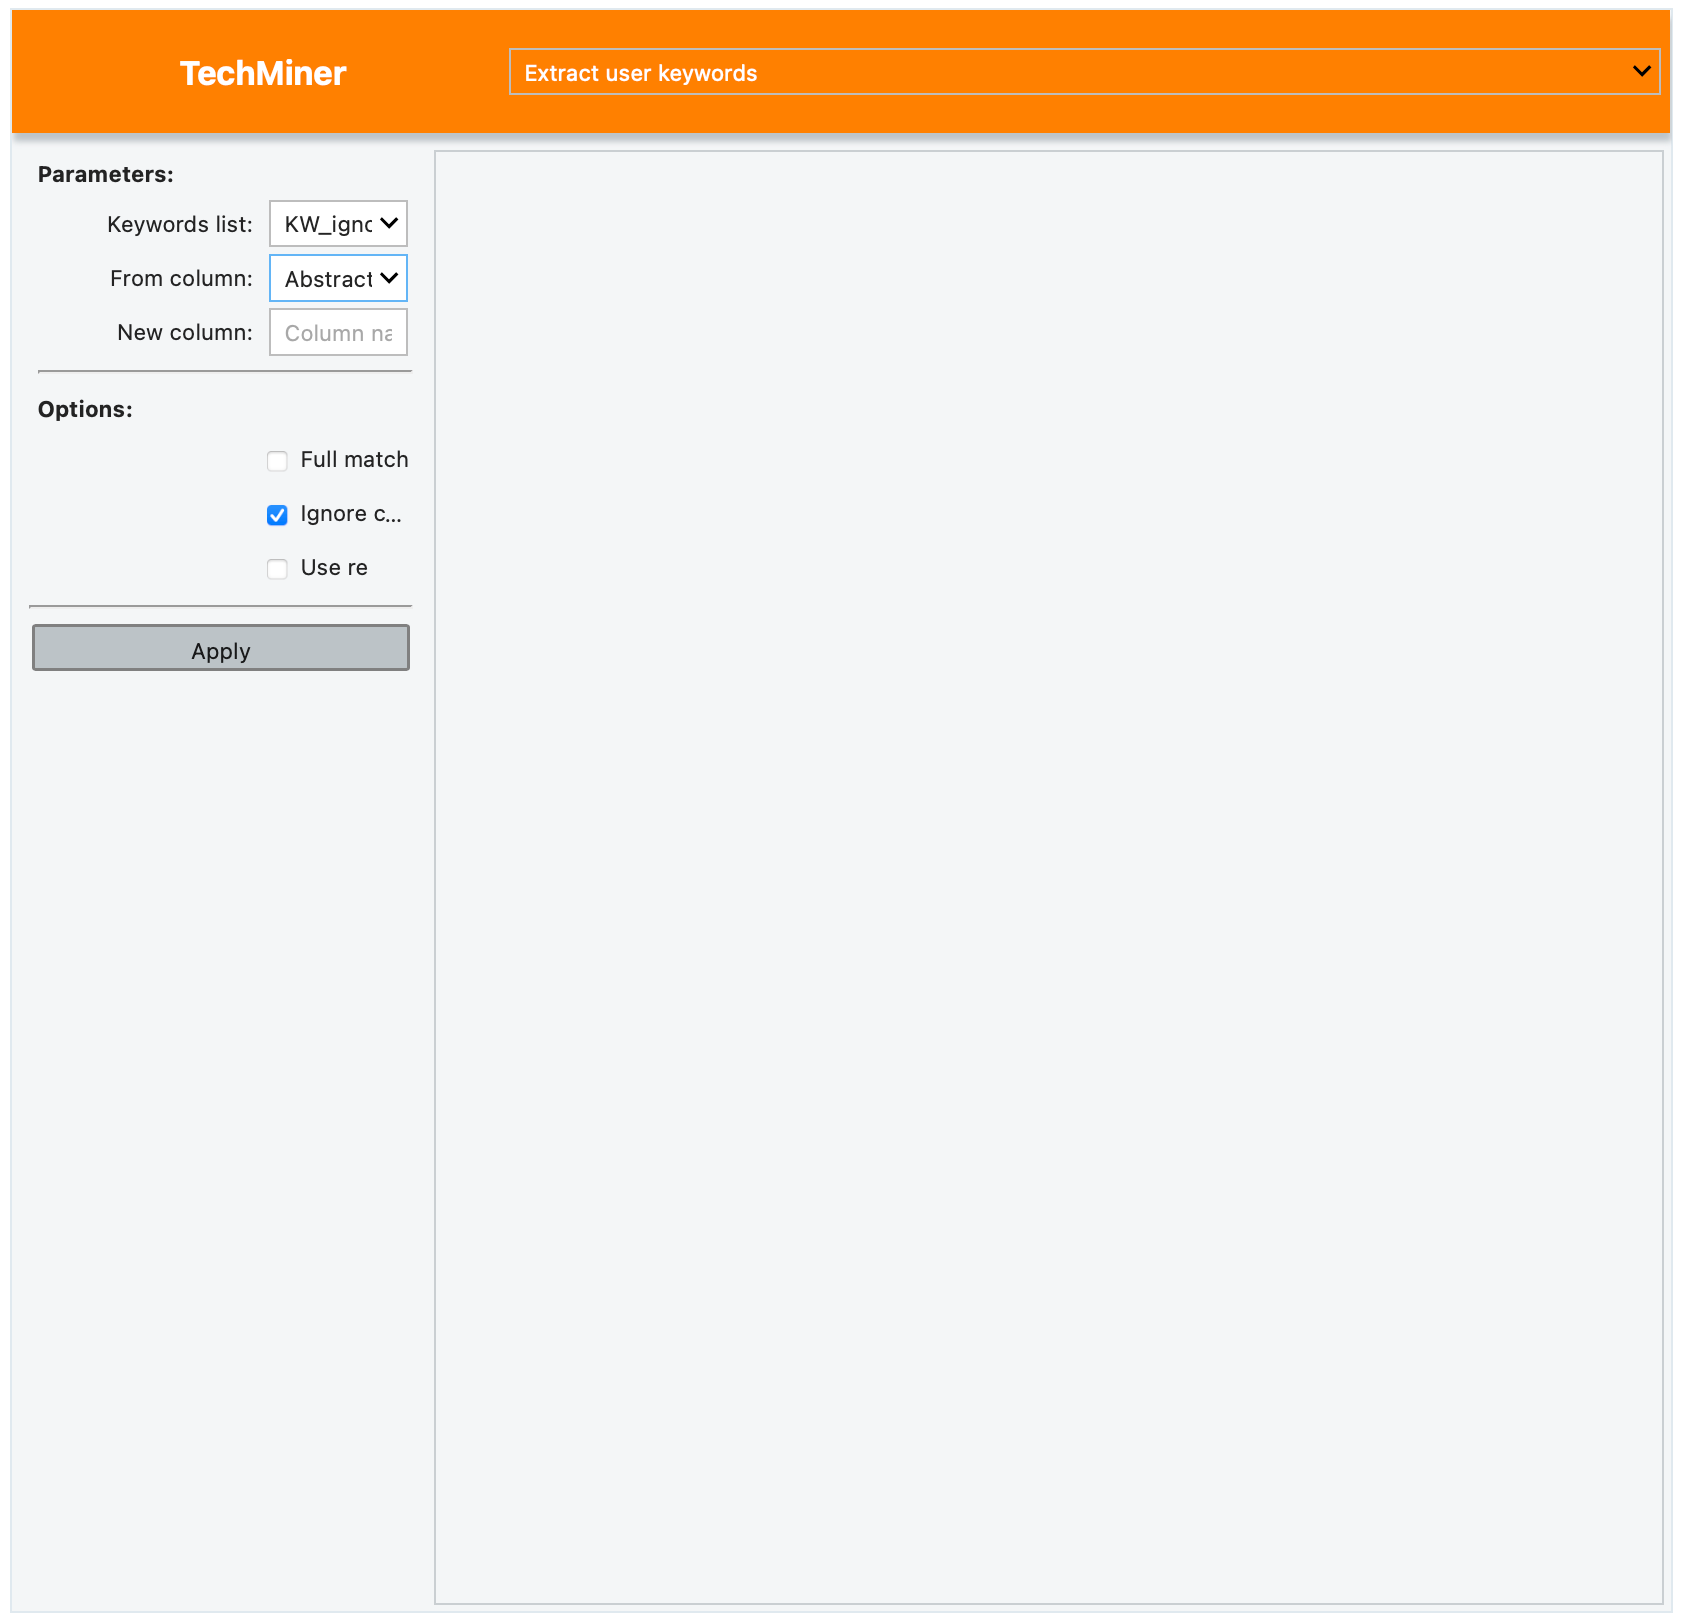 TechMiner
Extract user keywords
Parameters:
Keywords list: KW_igno
From column: Abstract
New column: Column na
Options:
Full match
Ignore c...
Use re
Apply